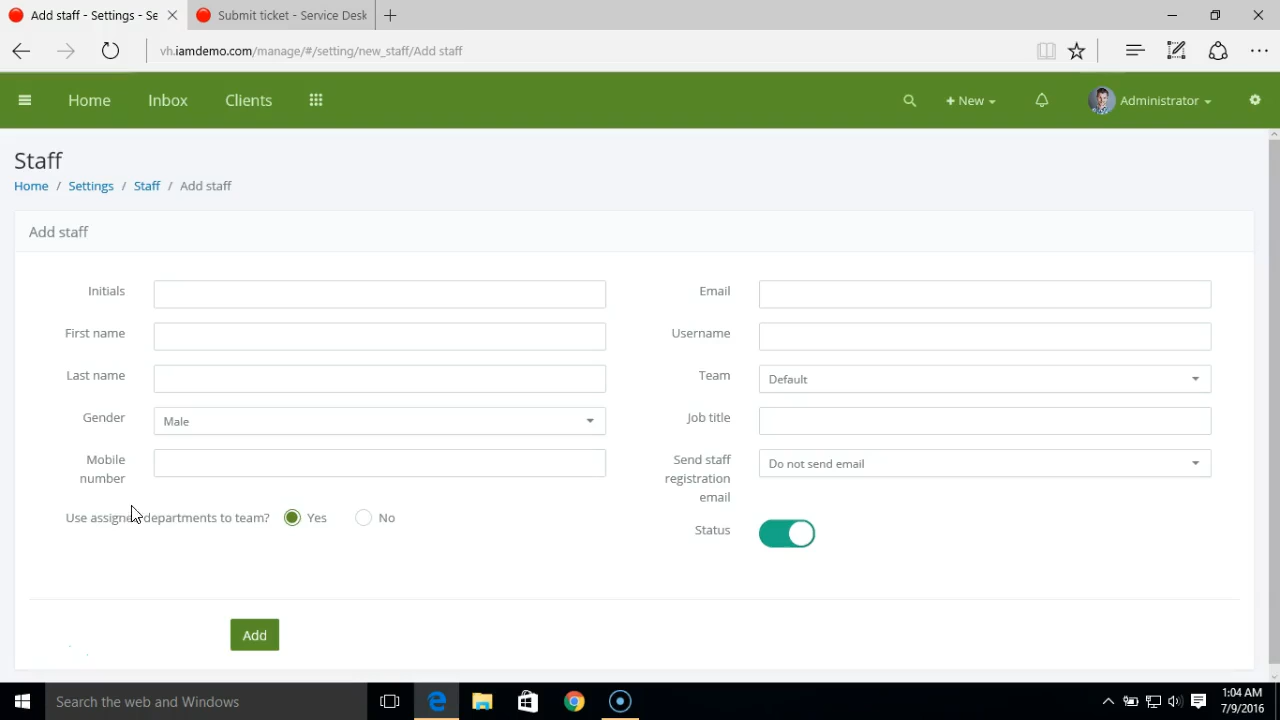 Add staff - Settings - Se
Submit ticket - Service Desk
vh.iamdemo.com/manage/#/setting/new_staff/Add staff
Home Inbox Clients
+ New
Administrator
Staff
Home / Settings / Staff / Add staff
Add staff
Initials
First name
Last name
Gender Male
Mobile
number
Use assigned departments to team? Yes No
Email
Username
Team Default
Job title
Send staff
registration
email
Do not send email
Status
Add
Search the web and Windows
1:04 AM
7/9/2016